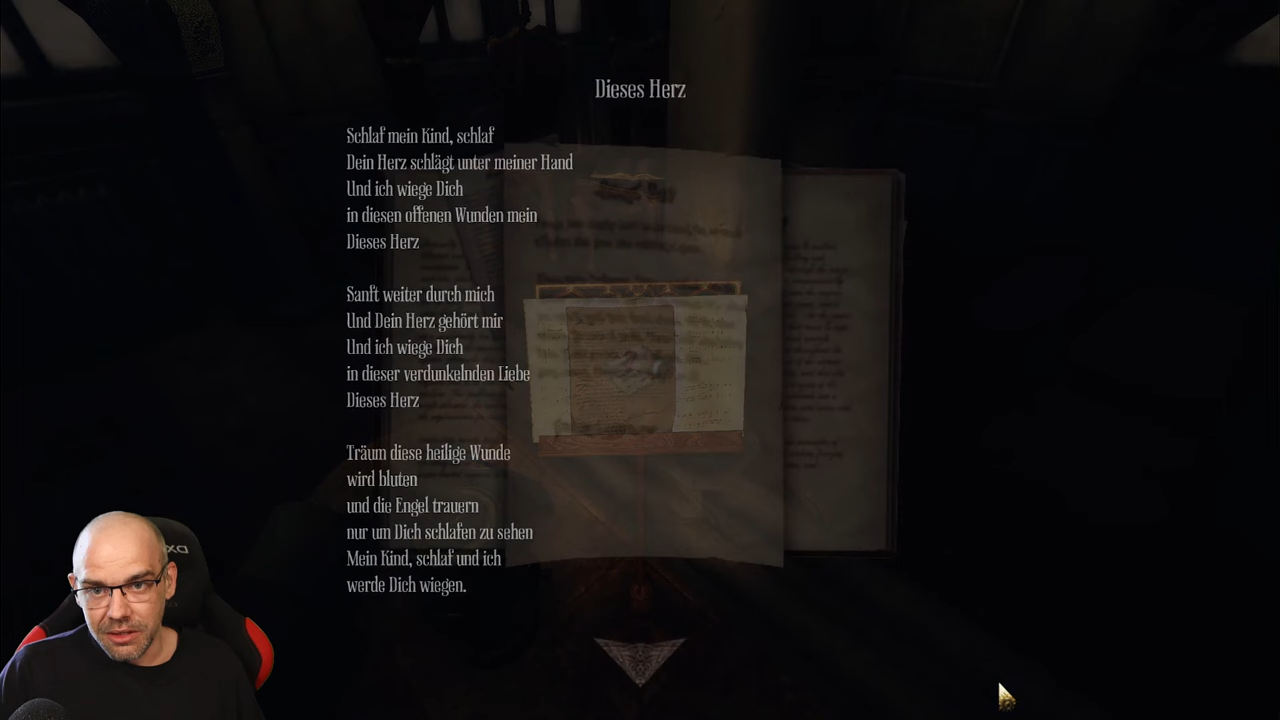 Dieses Herz
Schlaf mein Kind, schlaf
Dein Herz schlägt unter meiner Hand
Und ich wiege Dich
in diesen offenen Wunden mein
Dieses Herz
Sanft weiter durch mich
Und Dein Herz gehört mir
Und ich wiege Dich
in dieser verdunkelnden Liebe
Dieses Herz
Träum diese heilige Wunde
wird bluten
und die Engel trauern
nur um Dich schlafen zu sehen
Mein Kind, schlaf und ich
werde Dich wiegen.